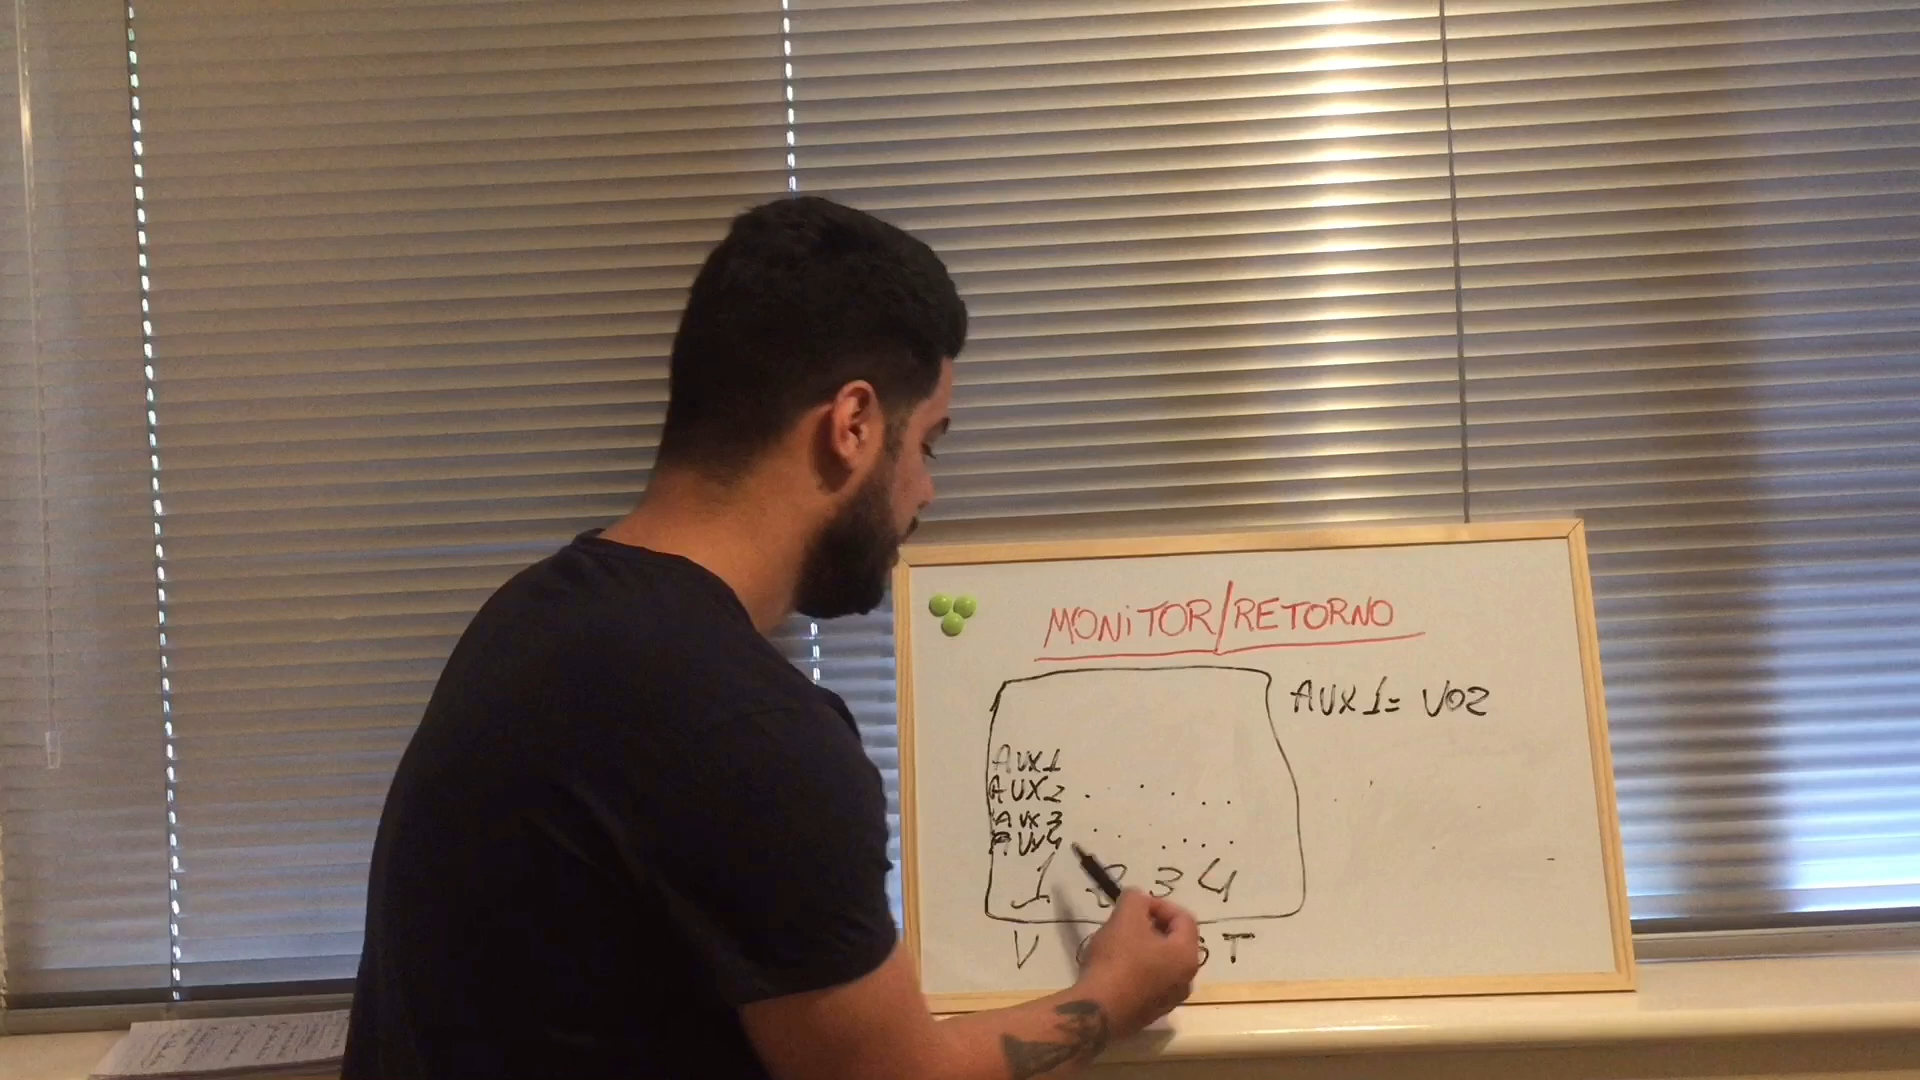 MONiTOR/RETORNO
AUX1= VOZ
AUX1
AUX2
AUX3
AUX4
1 2 3 4
V T